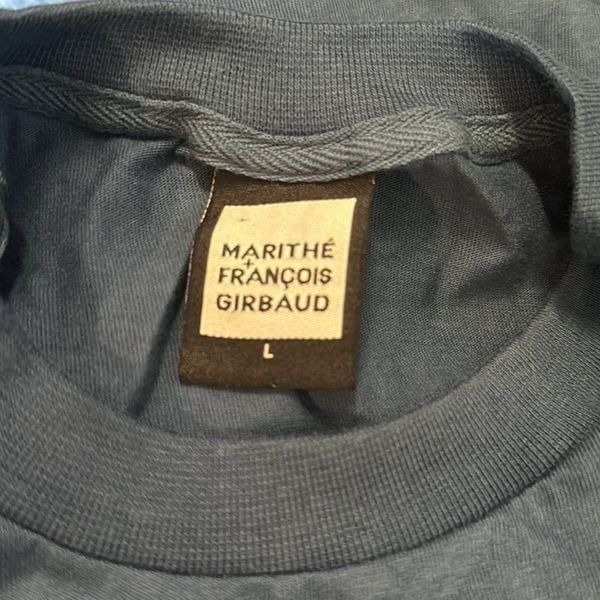 MARITHÉ
+
FRANÇOIS
GIRBAUD
L